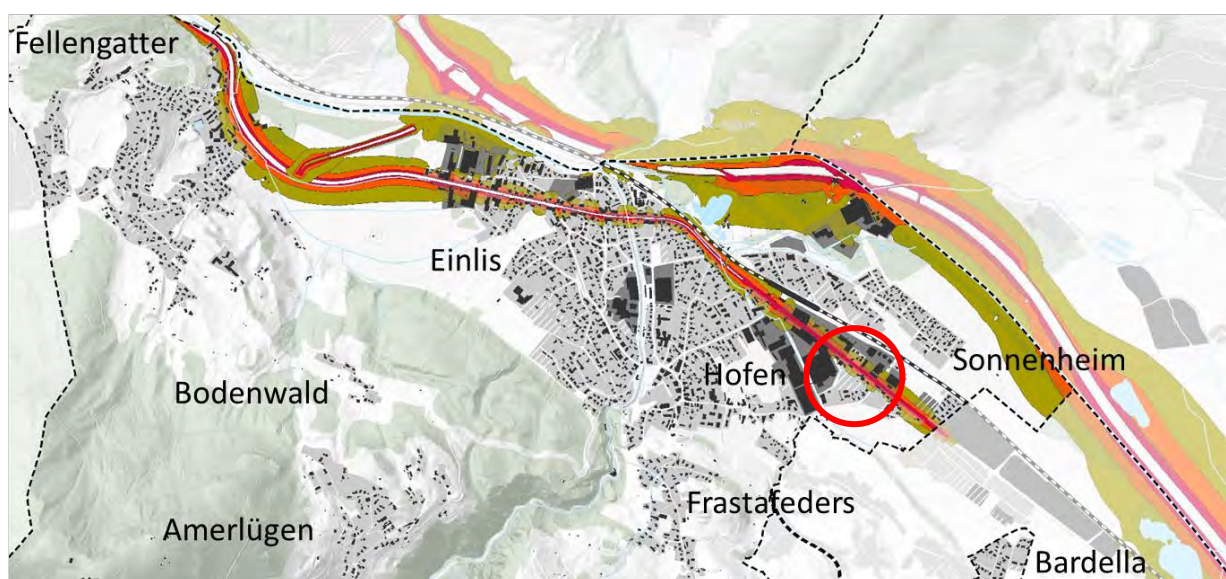 Fellengatter
Einlis
Sonnenheim
Hofen
Bodenwald
Frastafeders
Amerlügen
Bardella